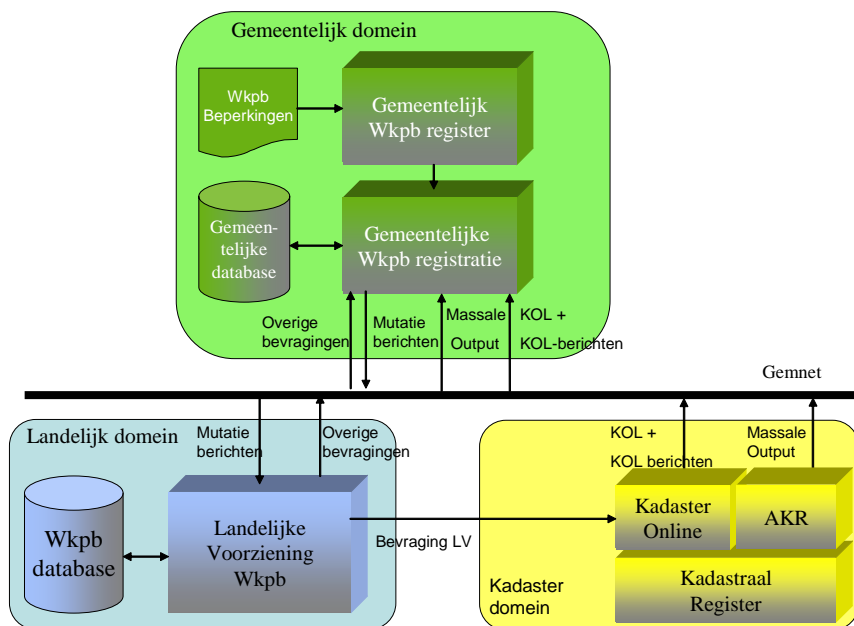 Gemeentelijk domein
Wkpb
Beperkingen
Gemeentelijk
Wkpb register
Gemeen-
telijke
database
Gemeentelijke
Wkpb registratie
Overige
bevragingen
Mutatie
berichten
Massale
Output
KOL +
KOL-berichten
Gemnet
Landelijk domein
Mutatie
berichten
Overige
bevragingen
KOL +
KOL berichten
Massale
Output
Wkpb
database
Landelijke
Voorziening
Wkpb
Bevraging LV
Kadaster
Online
AKR
Kadaster
domein
Kadastraal
Register